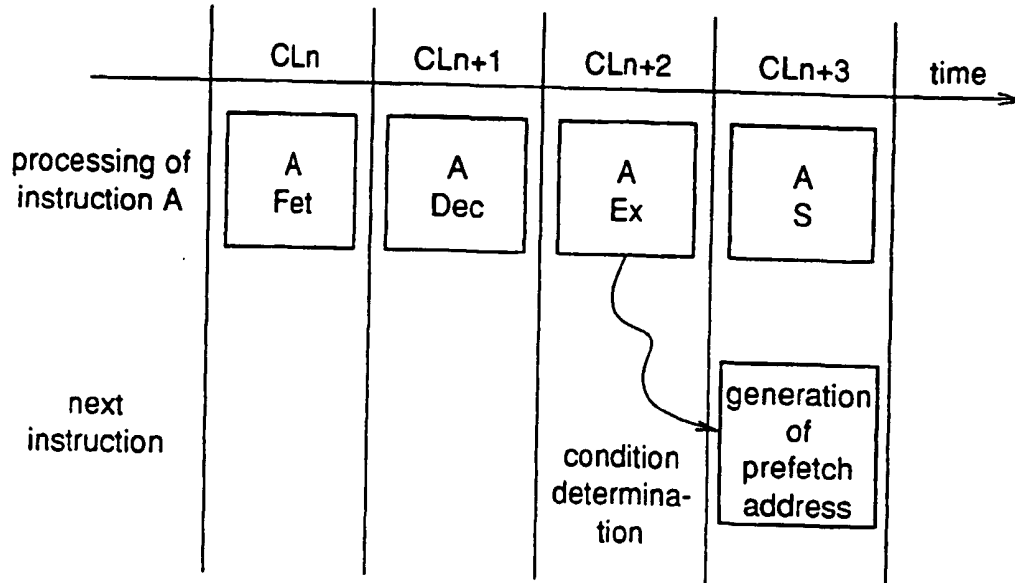 CLn
CLn+1
CLn+2
CLn+3
time
processing of
instruction A
A
Fet
A
Dec
A
Ex
A
S
next
instruction
condition
determina-
tion
generation
of
prefetch
address